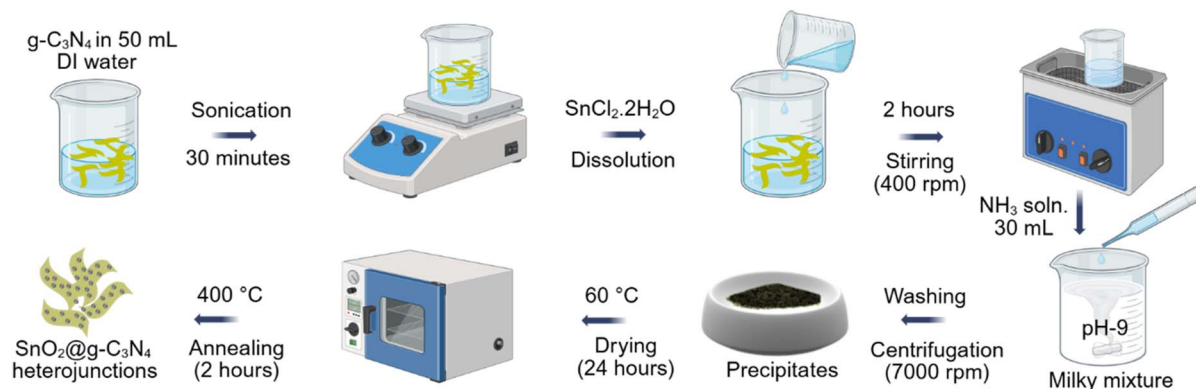 g-C₃N₄ in 50 mL
DI water
Sonication
30 minutes
SnCl₂.2H₂O
Dissolution
2 hours
Stirring
(400 rpm)
NH₃ soln.
30 mL
pH-9
Milky mixture
Washing
Centrifugation
(7000 rpm)
Precipitates
60 °C
Drying
(24 hours)
400 °C
Annealing
(2 hours)
SnO₂@g-C₃N₄
heterojunctions